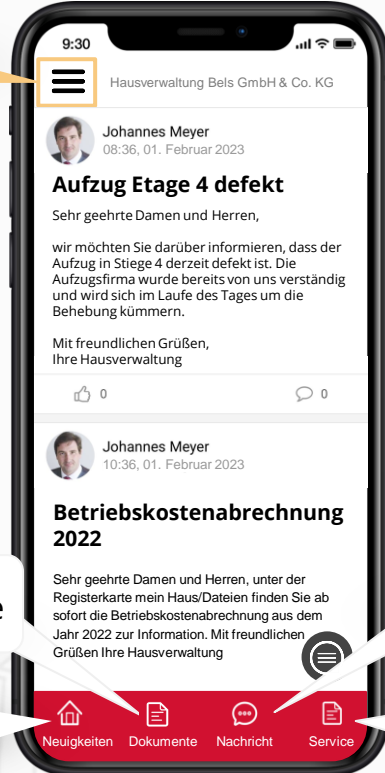 9:30
Hausverwaltung Bels GmbH & Co. KG
Johannes Meyer
08:36, 01. Februar 2023
Aufzug Etage 4 defekt
Sehr geehrte Damen und Herren,
wir möchten Sie darüber informieren, dass der
Aufzug in Stiege 4 derzeit defekt ist. Die
Aufzugsfirma wurde bereits von uns verständig
und wird sich im Laufe des Tages um die
Behebung kümmern.
Mit freundlichen Grüßen,
Ihre Hausverwaltung
0 0
Johannes Meyer
10:36, 01. Februar 2023
Betriebskostenabrechnung
2022
Sehr geehrte Damen und Herren, unter der
Registerkarte mein Haus/Dateien finden Sie ab
sofort die Betriebskostenabrechnung aus dem
Jahr 2022 zur Information. Mit freundlichen
Grüßen Ihre Hausverwaltung
e
Neuigkeiten Dokumente Nachricht Service